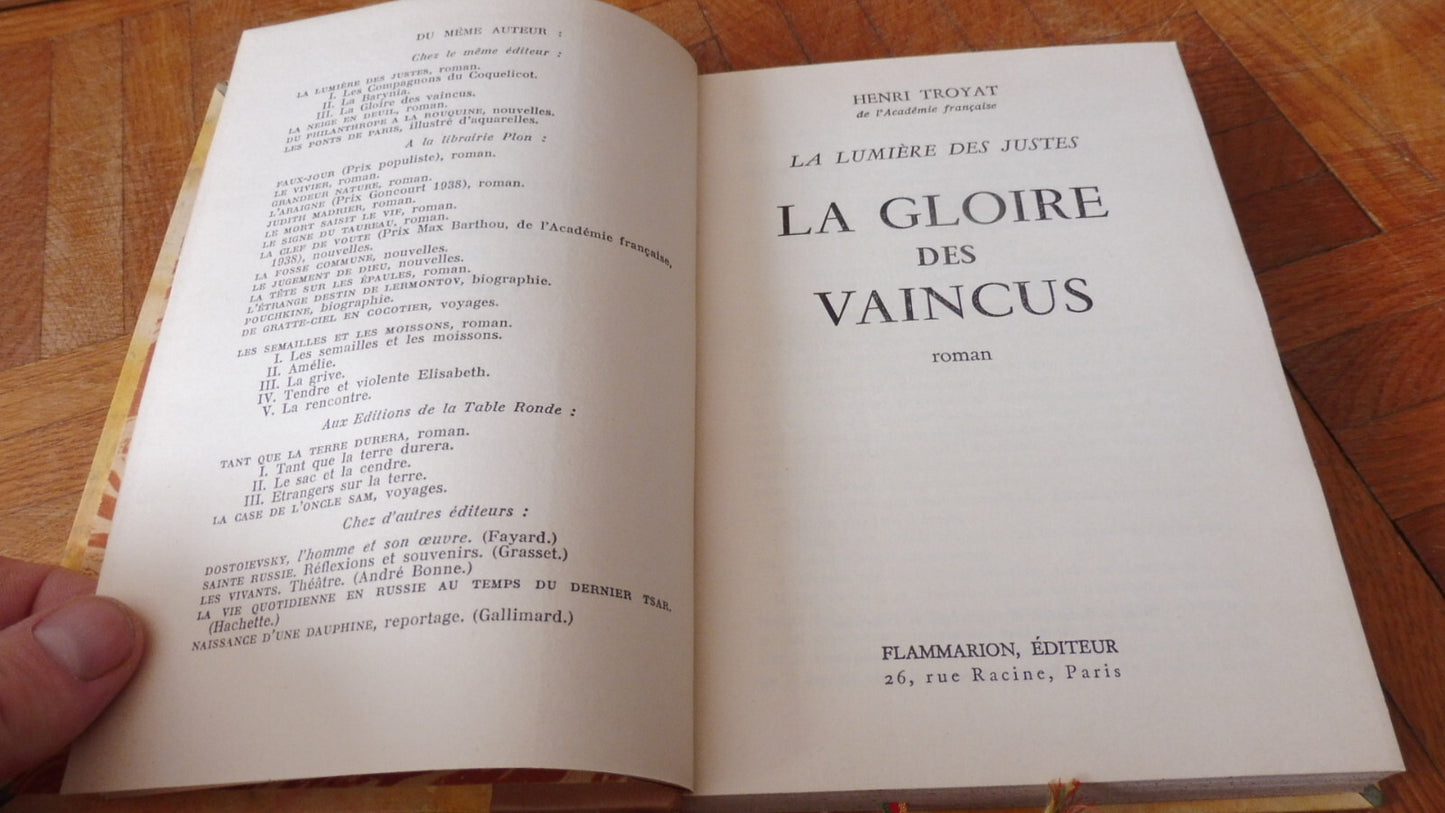 DU MÊME AUTEUR :
Chez le même éditeur :
LA LUMIÈRE DES JUSTES, roman.
I. Les Compagnons du Coquelicot.
II. La Barynia.
III. La Gloire des vaincus.
LA NEIGE EN DEUIL, roman.
DU PHILANTHROPE A LA ROUQUINE, nouvelles.
LES PONTS DE PARIS, illustré d'aquarelles.
A la librairie Plon :
FAUX-JOUR (Prix populiste), roman.
LE VIVIER, roman.
GRANDEUR NATURE, roman.
L'ARAIGNE (Prix Goncourt 1938), roman.
JUDITH MADRIER, roman.
LE MORT SAISIT LE VIF, roman.
LE SIGNE DU TAUREAU, roman.
LA CLEF DE VOUTE (Prix Max Barthou, de l'Académie française,
1938), nouvelles.
LA FOSSE COMMUNE, nouvelles.
LE JUGEMENT DE DIEU, nouvelles.
LA TÊTE SUR LES ÉPAULES, roman.
L'ÉTRANGE DESTIN DE LERMONTOV, biographie.
POUCHKINE, biographie.
DE GRATTE-CIEL EN COCOTIER, voyages.
LES SEMAILLES ET LES MOISSONS, roman.
I. Les semailles et les moissons.
II. Amélie.
III. La grive.
IV. Tendre et violente Elisabeth.
V. La rencontre.
Aux Editions de la Table Ronde :
TANT QUE LA TERRE DURERA, roman.
I. Tant que la terre durera.
II. Le sac et la cendre.
III. Etrangers sur la terre.
LA CASE DE L'ONCLE SAM, voyages.
Chez d'autres éditeurs :
DOSTOIEVSKY, l'homme et son œuvre. (Fayard.)
SAINTE RUSSIE. Réflexions et souvenirs. (Grasset.)
LES VIVANTS. Théâtre. (André Bonne.)
LA VIE QUOTIDIENNE EN RUSSIE AU TEMPS DU DERNIER TSAR.
(Hachette.)
NAISSANCE D'UNE DAUPHINE, reportage. (Gallimard.)
HENRI TROYAT
de l'Académie française
LA LUMIÈRE DES JUSTES
LA GLOIRE
DES
VAINCUS
roman
FLAMMARION, ÉDITEUR
26, rue Racine, Paris